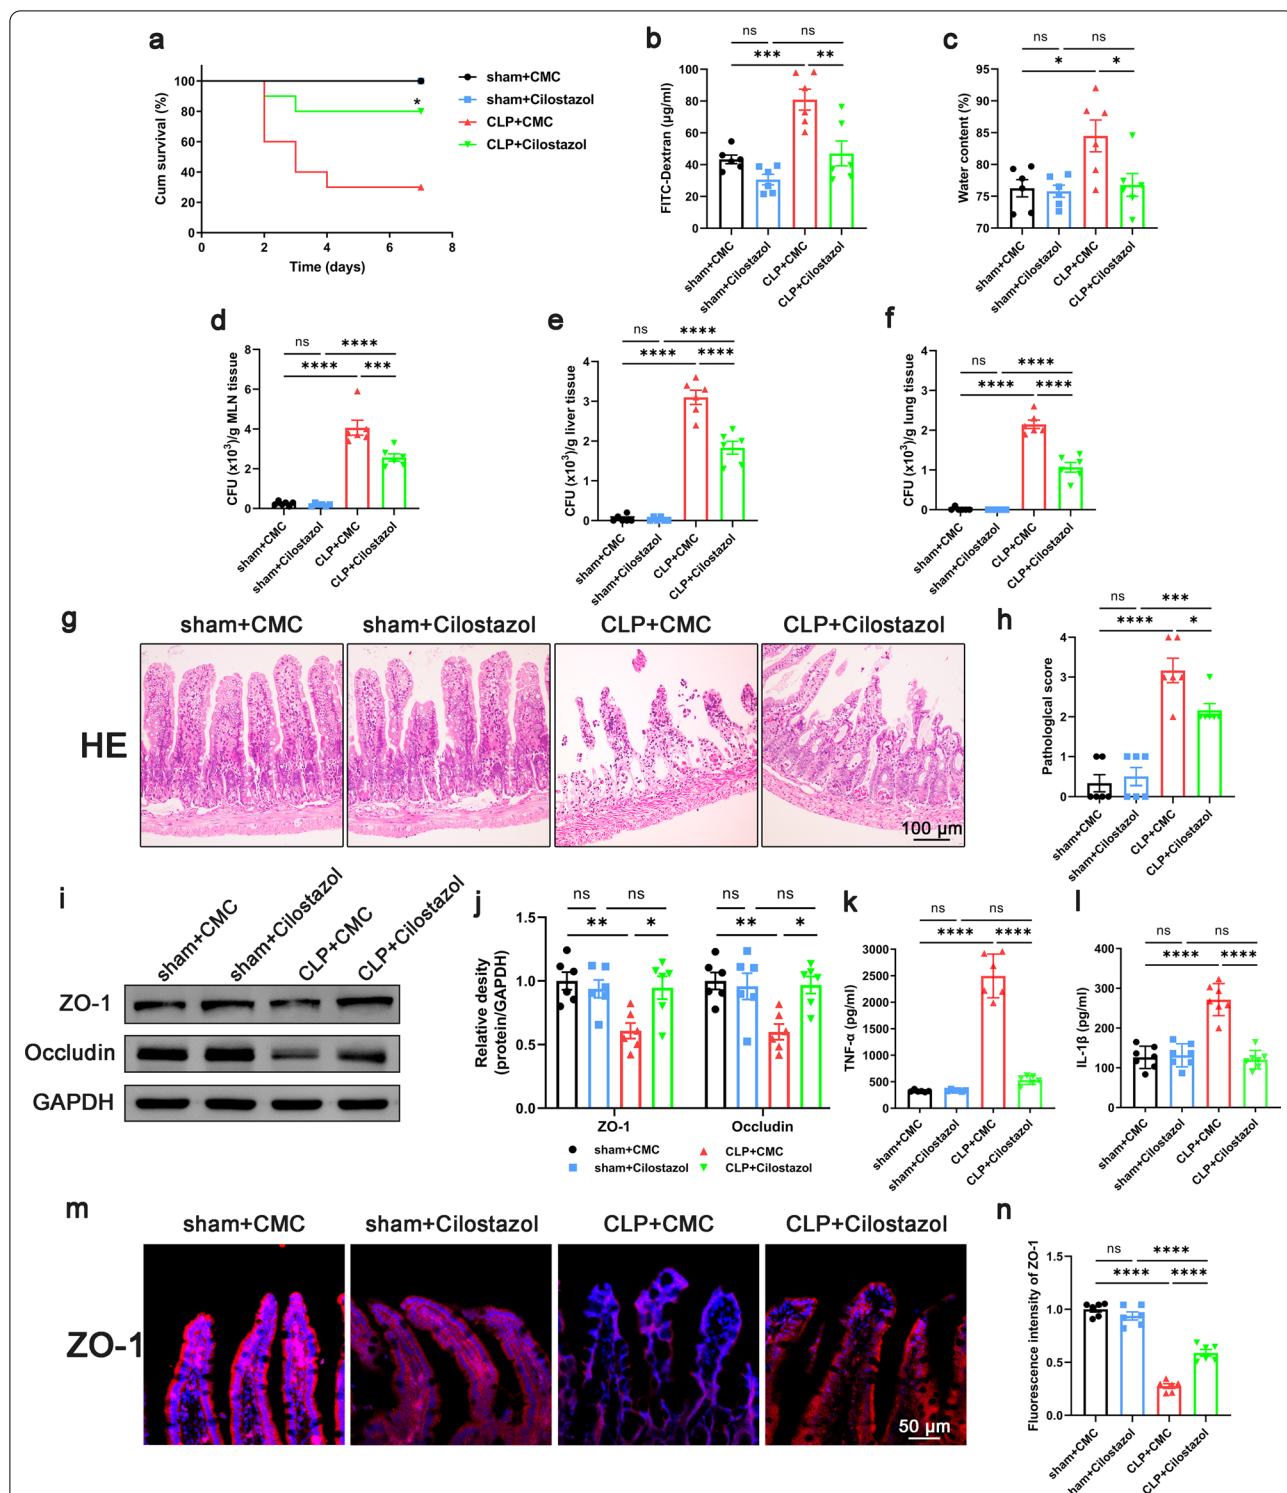 a
Cum survival (%)
100
80
60
40
20
0
*
0 2 4 6 8
Time (days)
sham+CMC
sham+Cilostazol
CLP+CMC
CLP+Cilostazol
b
ns ns
*** **
FITC-Dextran (μg/ml)
100
80
60
40
20
0
sham+CMC
sham+Cilostazol
CLP+CMC
CLP+Cilostazol
c
ns ns
* *
Water content (%)
95
90
85
80
75
70
sham+CMC
sham+Cilostazol
CLP+CMC
CLP+Cilostazol
d
ns ****
**** ***
CFU (x10³)/g MLN tissue
8
6
4
2
0
sham+CMC
sham+Cilostazol
CLP+CMC
CLP+Cilostazol
e
ns ****
**** ****
CFU (x10³)/g liver tissue
4
3
2
1
0
sham+CMC
sham+Cilostazol
CLP+CMC
CLP+Cilostazol
f
ns ****
**** ****
CFU (x10³)/g lung tissue
4
3
2
1
0
sham+CMC
sham+Cilostazol
CLP+CMC
CLP+Cilostazol
g
sham+CMC sham+Cilostazol CLP+CMC CLP+Cilostazol
HE
100 μm
h
ns ***
**** *
Pathological score
4
3
2
1
0
sham+CMC
sham+Cilostazol
CLP+CMC
CLP+Cilostazol
i
sham+CMC
sham+Cilostazol
CLP+CMC
CLP+Cilostazol
ZO-1
Occludin
GAPDH
j
ns ns ns ns
** * ** *
Relative desity
(protein/GAPDH)
1.5
1.0
0.5
0.0
ZO-1 Occludin
sham+CMC CLP+CMC
sham+Cilostazol CLP+Cilostazol
k
ns ns
**** ****
TNF-α (pg/ml)
3000
2500
2000
1500
1000
500
0
sham+CMC
sham+Cilostazol
CLP+CMC
CLP+Cilostazol
l
ns ns
**** ****
IL-1β (pg/ml)
400
300
200
100
0
sham+CMC
sham+Cilostazol
CLP+CMC
CLP+Cilostazol
m
sham+CMC sham+Cilostazol CLP+CMC CLP+Cilostazol
ZO-1
50 μm
n
ns ****
**** ****
Fluorescence intensity of ZO-1
1.5
1.0
0.5
0.0
sham+CMC
sham+Cilostazol
CLP+CMC
CLP+Cilostazol